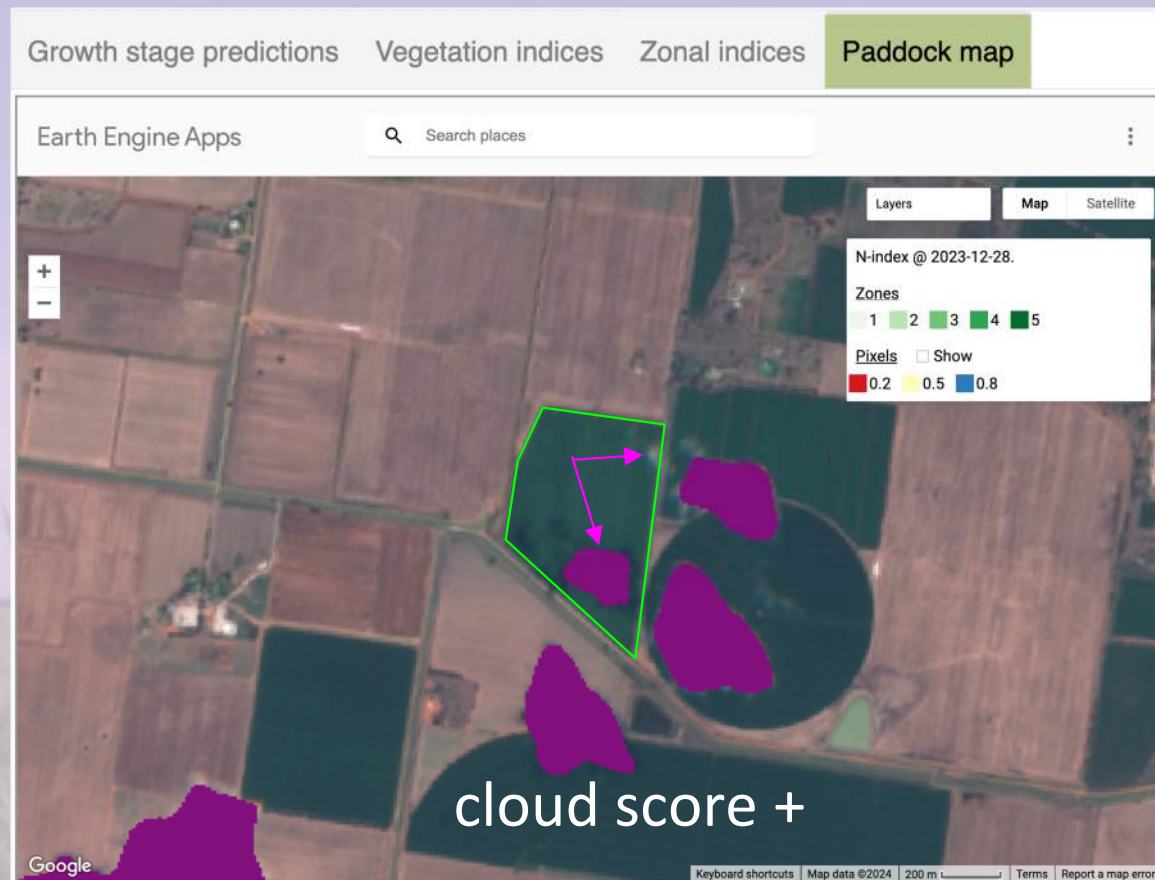 Growth stage predictions Vegetation indices Zonal indices Paddock map
Earth Engine Apps Search places
Layers Map Satellite
+
−
N-index @ 2023-12-28.
Zones
1 2 3 4 5
Pixels Show
0.2 0.5 0.8
cloud score +
Google Keyboard shortcuts Map data ©2024 200 m Terms Report a map error